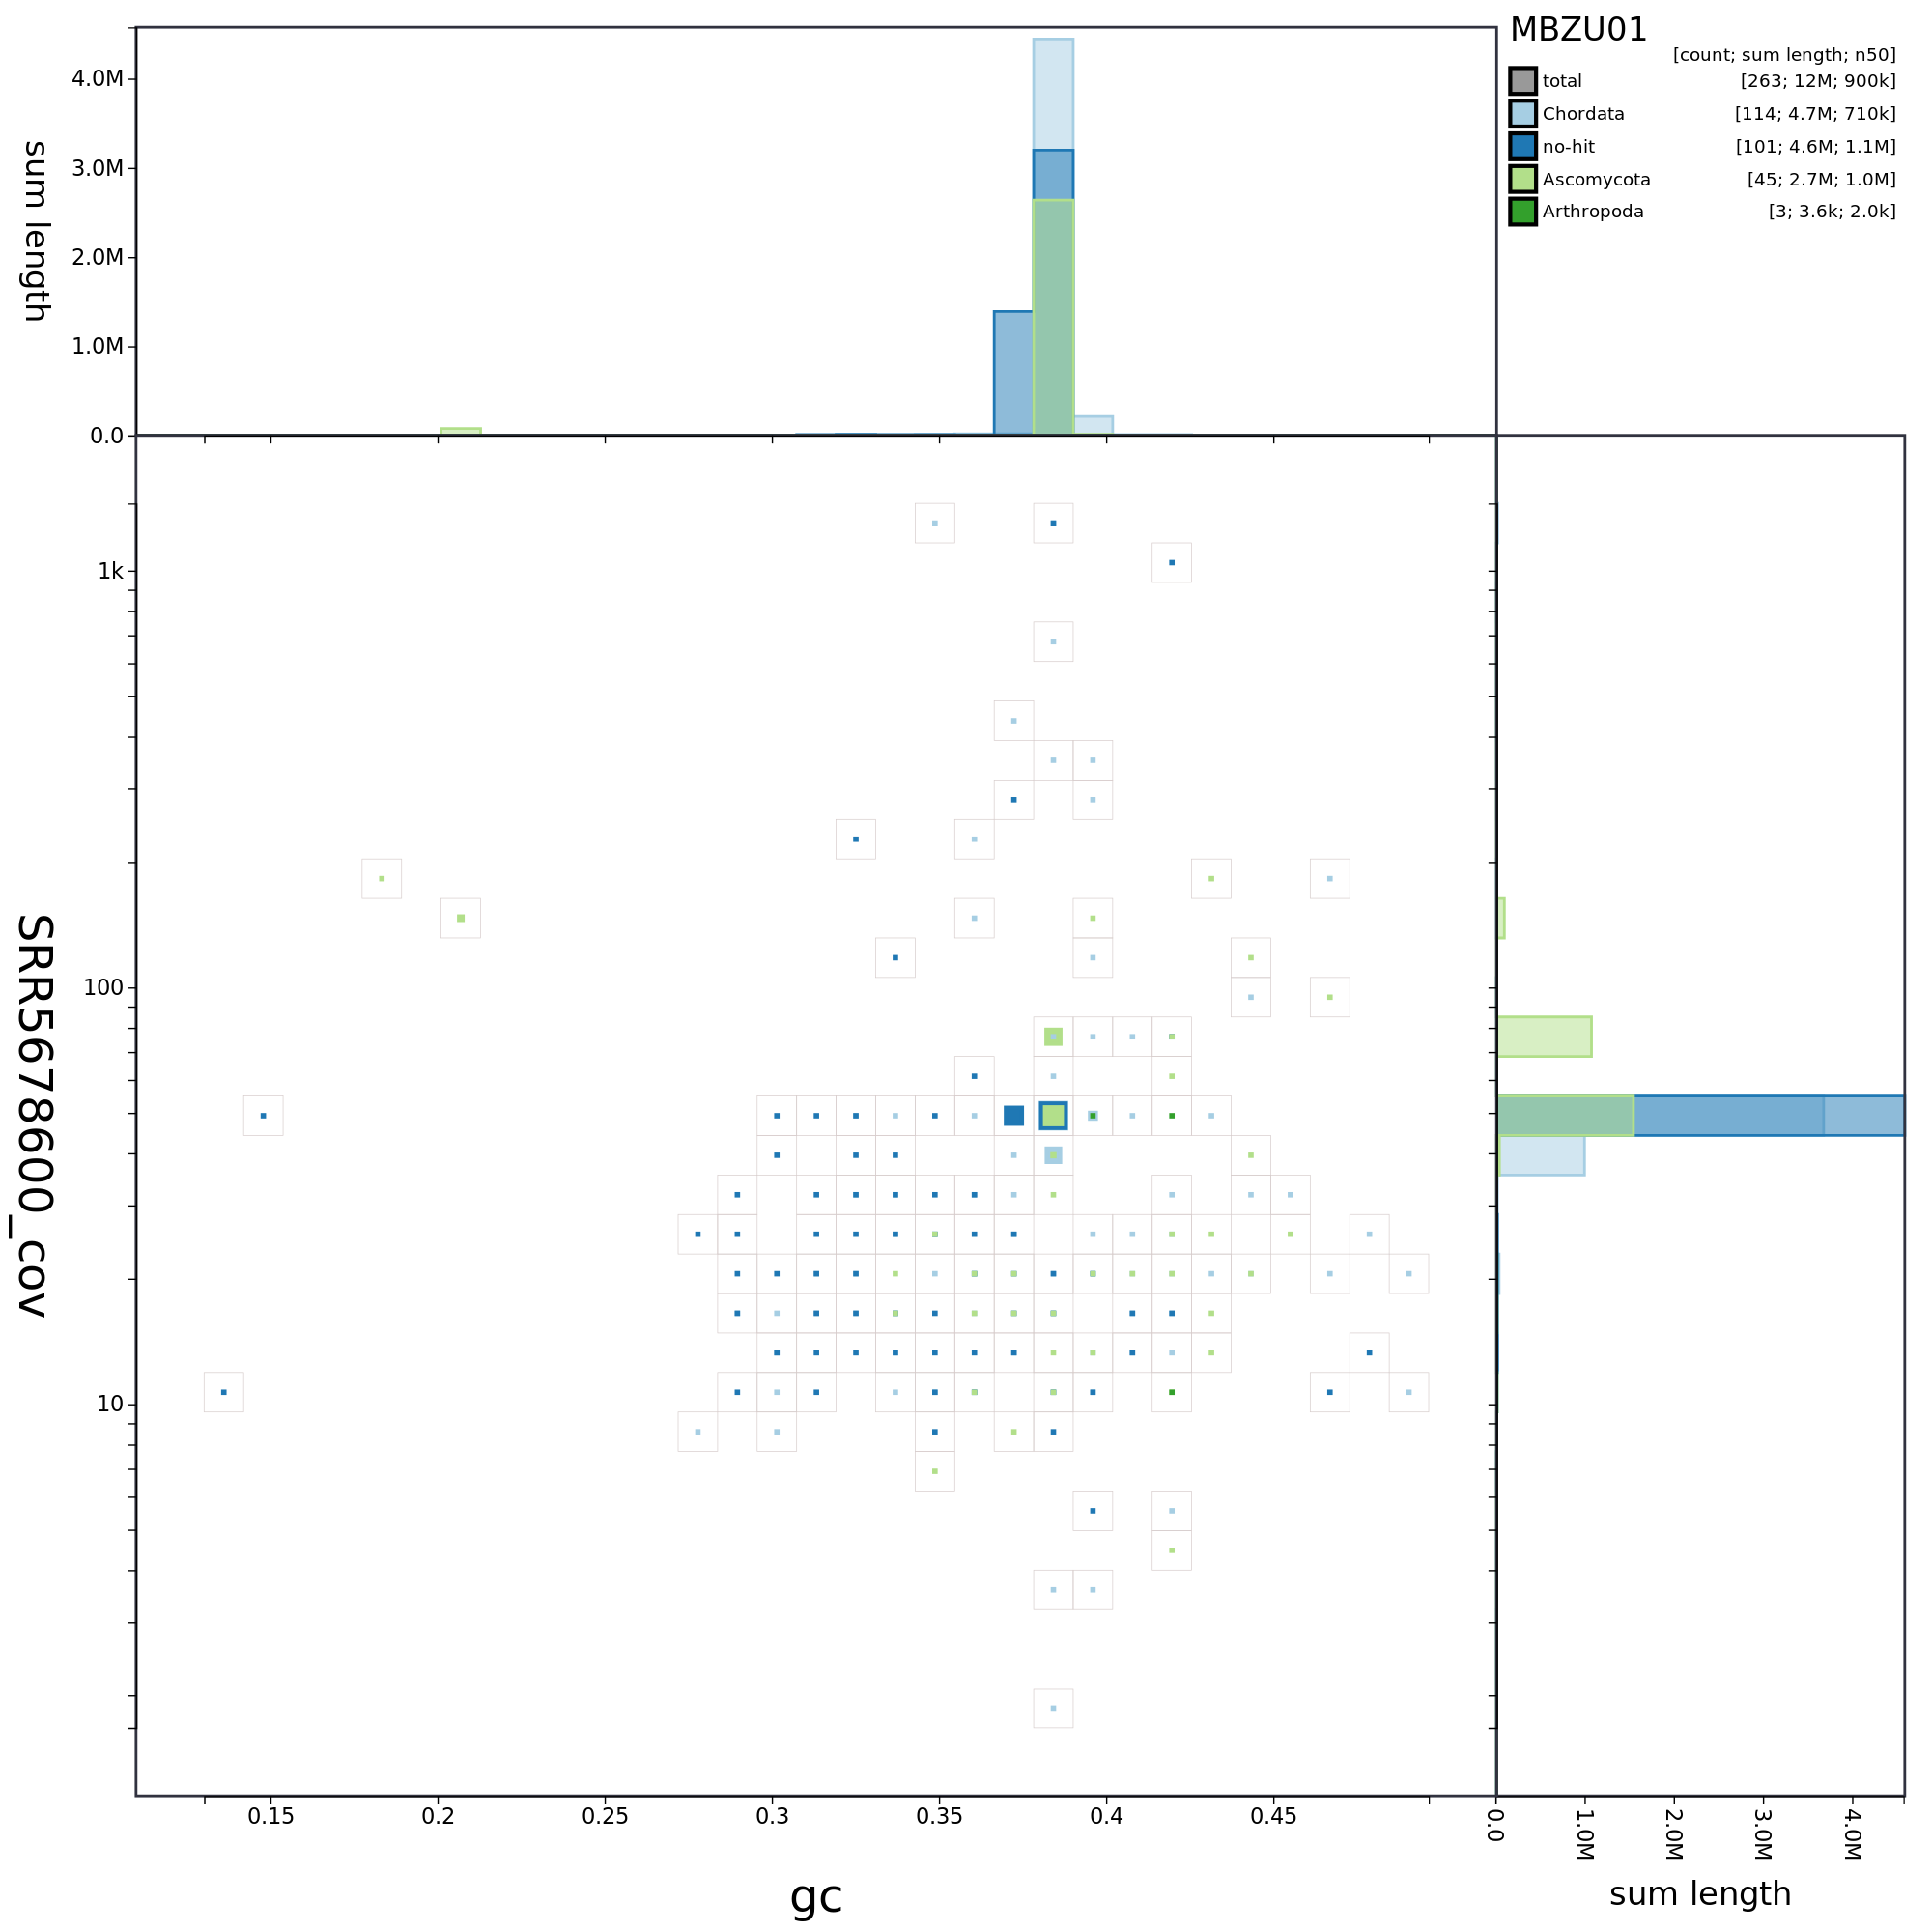 MBZU01
[count; sum length; n50]
total [263; 12M; 900k]
Chordata [114; 4.7M; 710k]
no-hit [101; 4.6M; 1.1M]
Ascomycota [45; 2.7M; 1.0M]
Arthropoda [3; 3.6k; 2.0k]
sum length
4.0M
3.0M
2.0M
1.0M
0.0
SRR5678600_cov
1k
100
10
0.15 0.2 0.25 0.3 0.35 0.4 0.45
gc
0.0 1.0M 2.0M 3.0M 4.0M
sum length